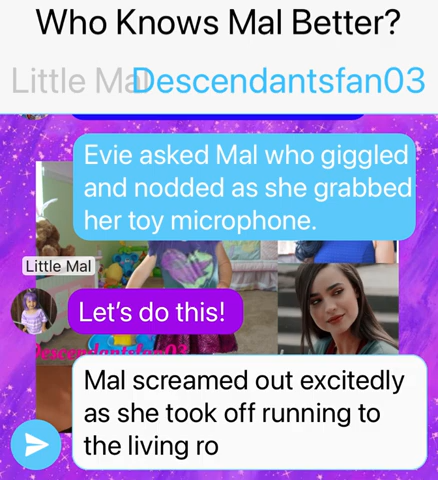 Who Knows Mal Better?
Little Mal Descendantsfan03
Evie asked Mal who giggled
and nodded as she grabbed
her toy microphone.
Little Mal
Let’s do this!
Descendantsfan03
Mal screamed out excitedly
as she took off running to
the living ro